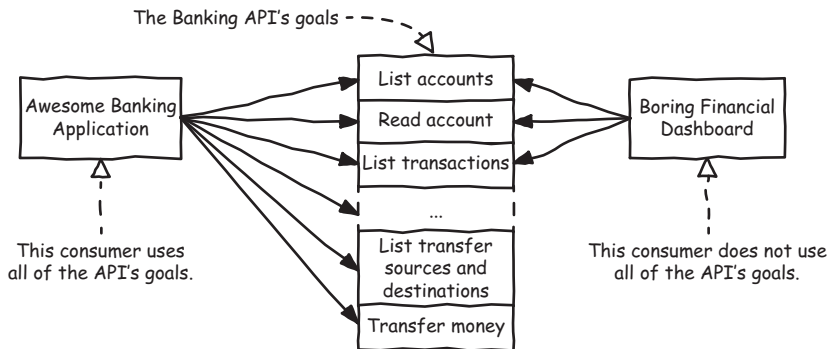 The Banking API's goals
List accounts
Awesome Banking
Application
Read account
Boring Financial
Dashboard
List transactions
...
This consumer uses
all of the API's goals.
List transfer
sources and
destinations
This consumer does not use
all of the API's goals.
Transfer money